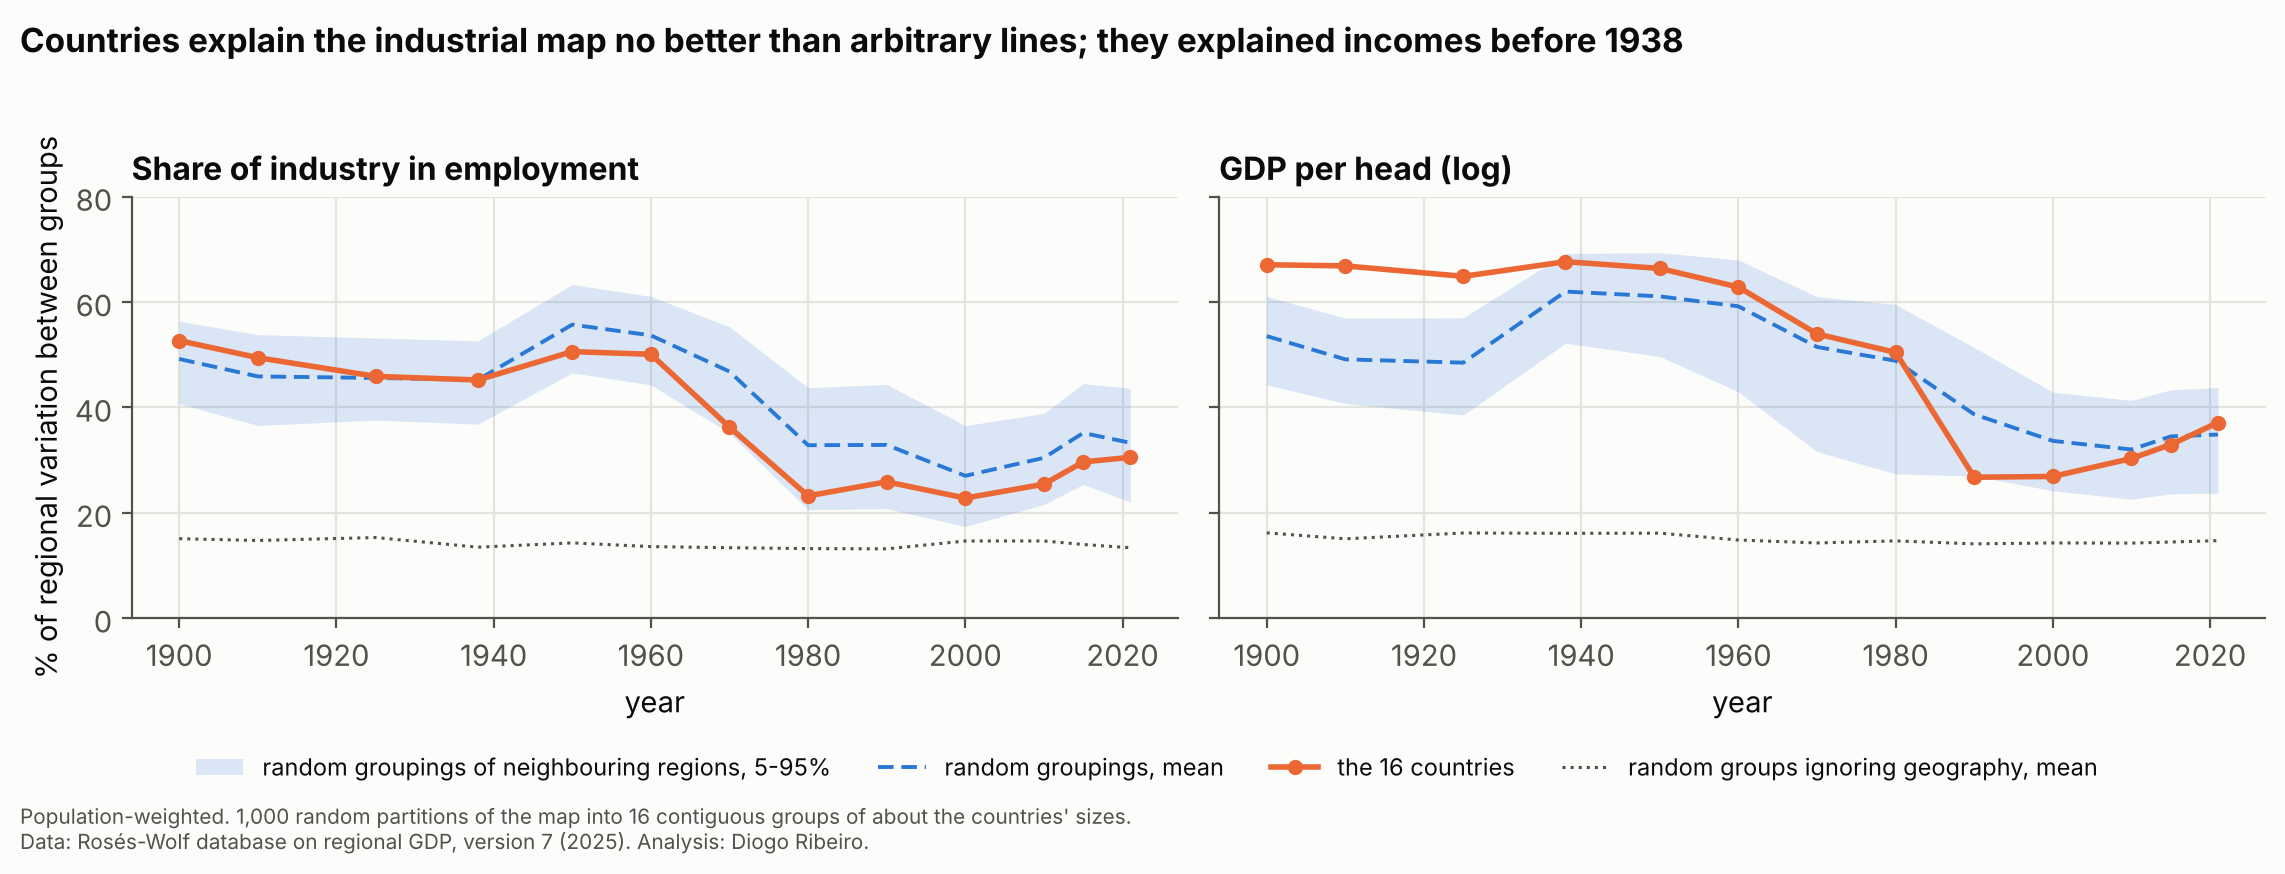 Countries explain the industrial map no better than arbitrary lines; they explained incomes before 1938
% of regional variation between groups
Share of industry in employment
80
60
40
20
0
1900 1920 1940 1960 1980 2000 2020
year
GDP per head (log)
1900 1920 1940 1960 1980 2000 2020
year
random groupings of neighbouring regions, 5-95% random groupings, mean the 16 countries random groups ignoring geography, mean
Population-weighted. 1,000 random partitions of the map into 16 contiguous groups of about the countries' sizes.
Data: Rosés-Wolf database on regional GDP, version 7 (2025). Analysis: Diogo Ribeiro.